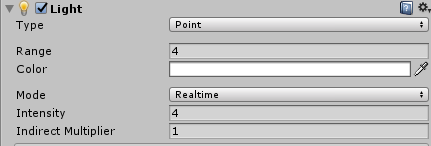 Light
Type Point
Range 4
Color
Mode Realtime
Intensity 4
Indirect Multiplier 1